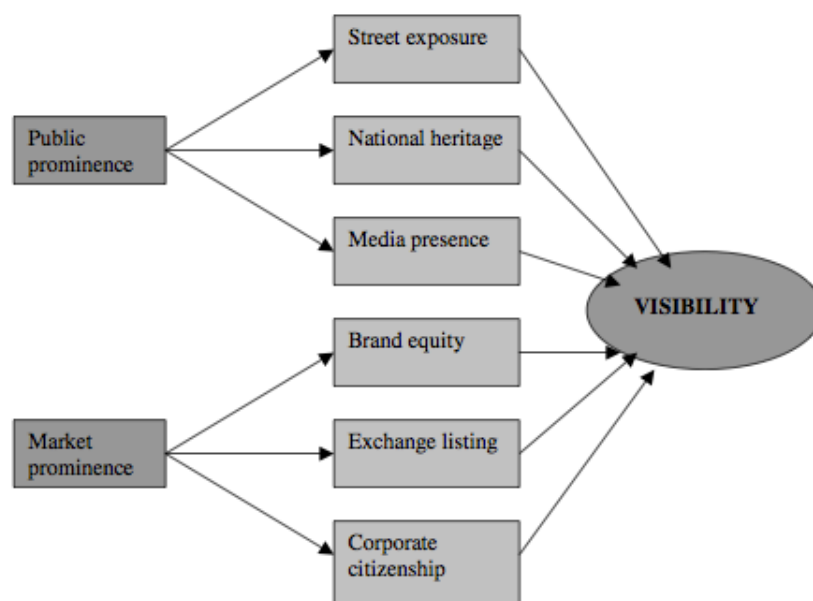 Street exposure
Public
prominence
National heritage
Media presence
VISIBILITY
Brand equity
Market
prominence
Exchange listing
Corporate
citizenship